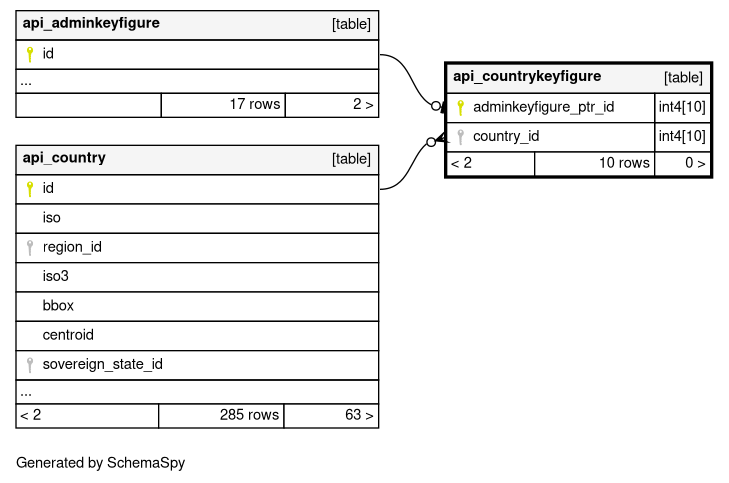 api_adminkeyfigure [table]
id
...
17 rows 2 >
api_countrykeyfigure [table]
adminkeyfigure_ptr_id int4[10]
country_id int4[10]
< 2 10 rows 0 >
api_country [table]
id
iso
region_id
iso3
bbox
centroid
sovereign_state_id
...
< 2 285 rows 63 >
Generated by SchemaSpy